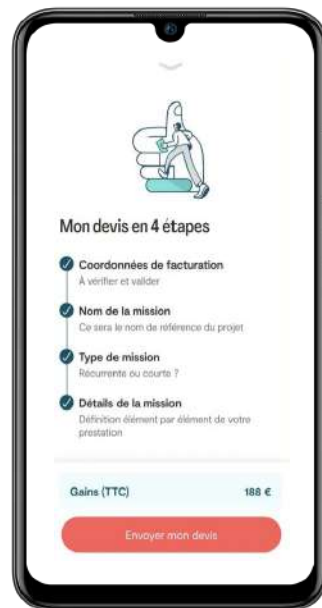 Mon devis en 4 étapes
Coordonnées de facturation
À vérifier et valider
Nom de la mission
Ce sera le nom de référence du projet
Type de mission
Récurrente ou courte ?
Détails de la mission
Définition élément par élément de votre
prestation
Gains (TTC) 188 €
Envoyer mon devis